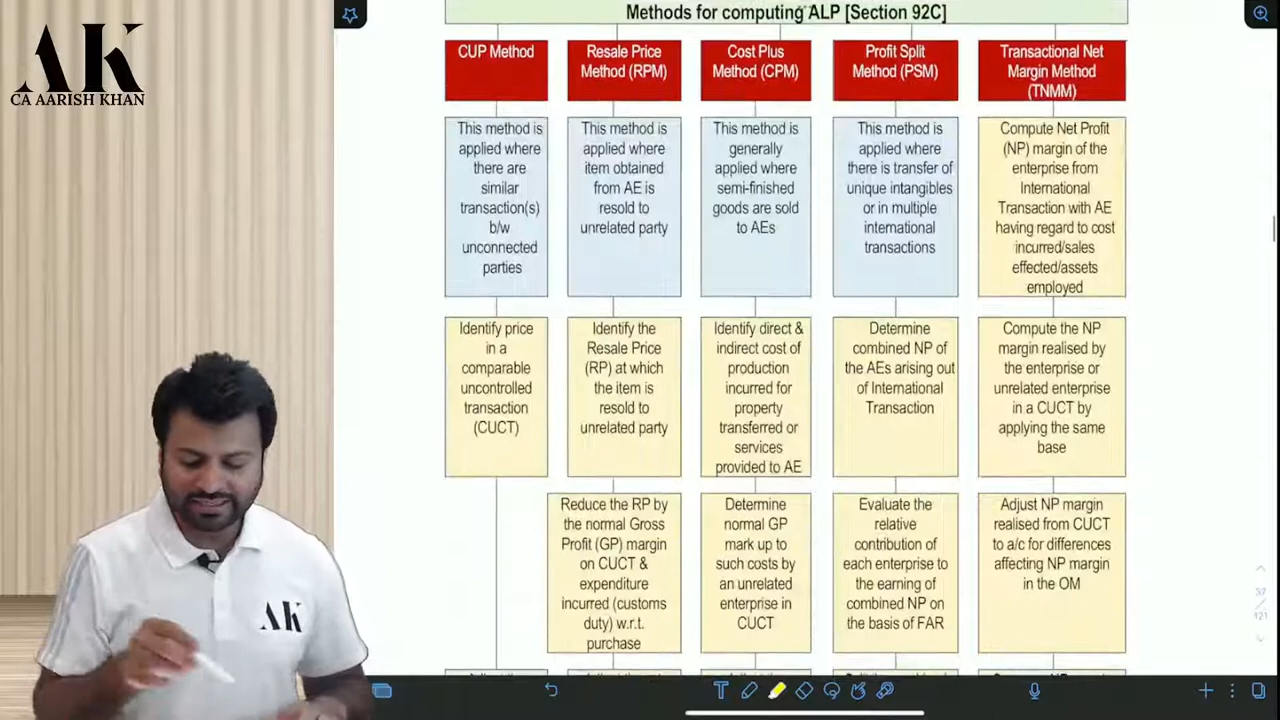 AK
CA AARISH KHAN
AK
Methods for computing ALP [Section 92C]
CUP Method
This method is
applied where
there are
similar
transaction(s)
b/w
unconnected
parties
Identify price
in a
comparable
uncontrolled
transaction
(CUCT)
Resale Price
Method (RPM)
This method is
applied where
item obtained
from AE is
resold to
unrelated party
Identify the
Resale Price
(RP) at which
the item is
resold to
unrelated party
Reduce the RP by
the normal Gross
Profit (GP) margin
on CUCT &
expenditure
incurred (customs
duty) w.r.t.
purchase
Cost Plus
Method (CPM)
This method is
generally
applied where
semi-finished
goods are sold
to AEs
Identify direct &
indirect cost of
production
incurred for
property
transferred or
services
provided to AE
Determine
normal GP
mark up to
such costs by
an unrelated
enterprise in
CUCT
Profit Split
Method (PSM)
This method is
applied where
there is transfer of
unique intangibles
or in multiple
international
transactions
Determine
combined NP of
the AEs arising out
of International
Transaction
Evaluate the
relative
contribution of
each enterprise to
the earning of
combined NP on
the basis of FAR
Transactional Net
Margin Method
(TNMM)
Compute Net Profit
(NP) margin of the
enterprise from
International
Transaction with AE
having regard to cost
incurred/sales
effected/assets
employed
Compute the NP
margin realised by
the enterprise or
unrelated enterprise
in a CUCT by
applying the same
base
Adjust NP margin
realised from CUCT
to a/c for differences
affecting NP margin
in the OM
37
121